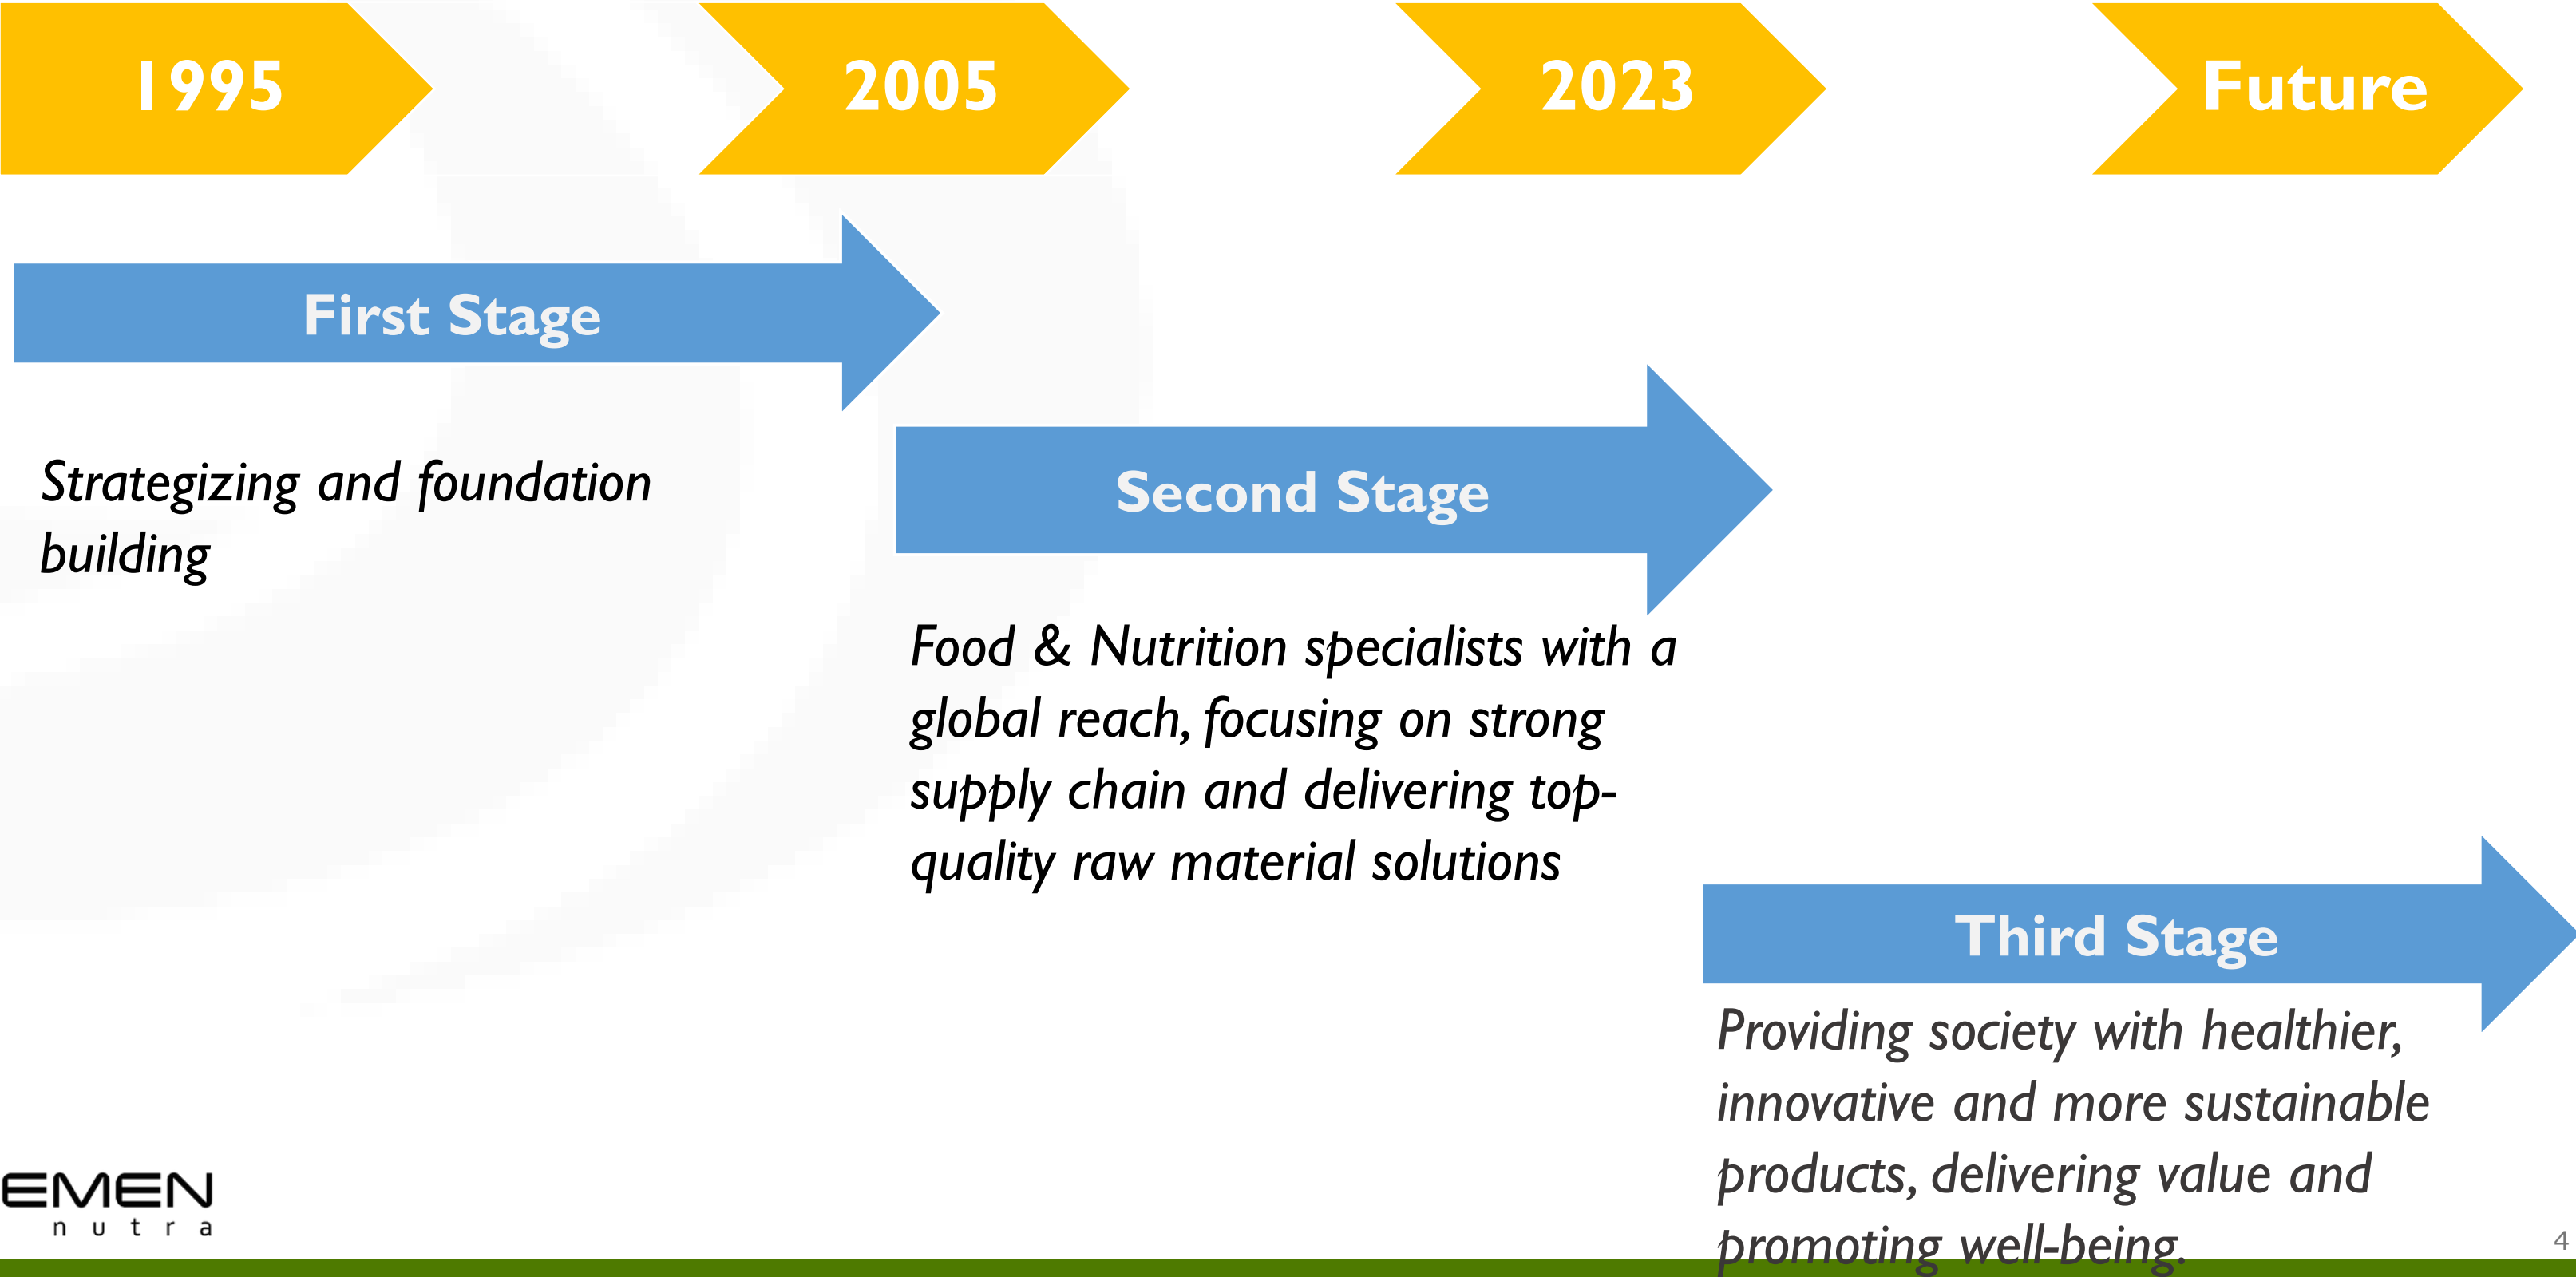 1995
2005
2023
Future
First Stage
Strategizing and foundation
building
Second Stage
Food & Nutrition specialists with a
global reach, focusing on strong
supply chain and delivering top-
quality raw material solutions
Third Stage
Providing society with healthier,
innovative and more sustainable
products, delivering value and
promoting well-being.
EMEN
nutra
4